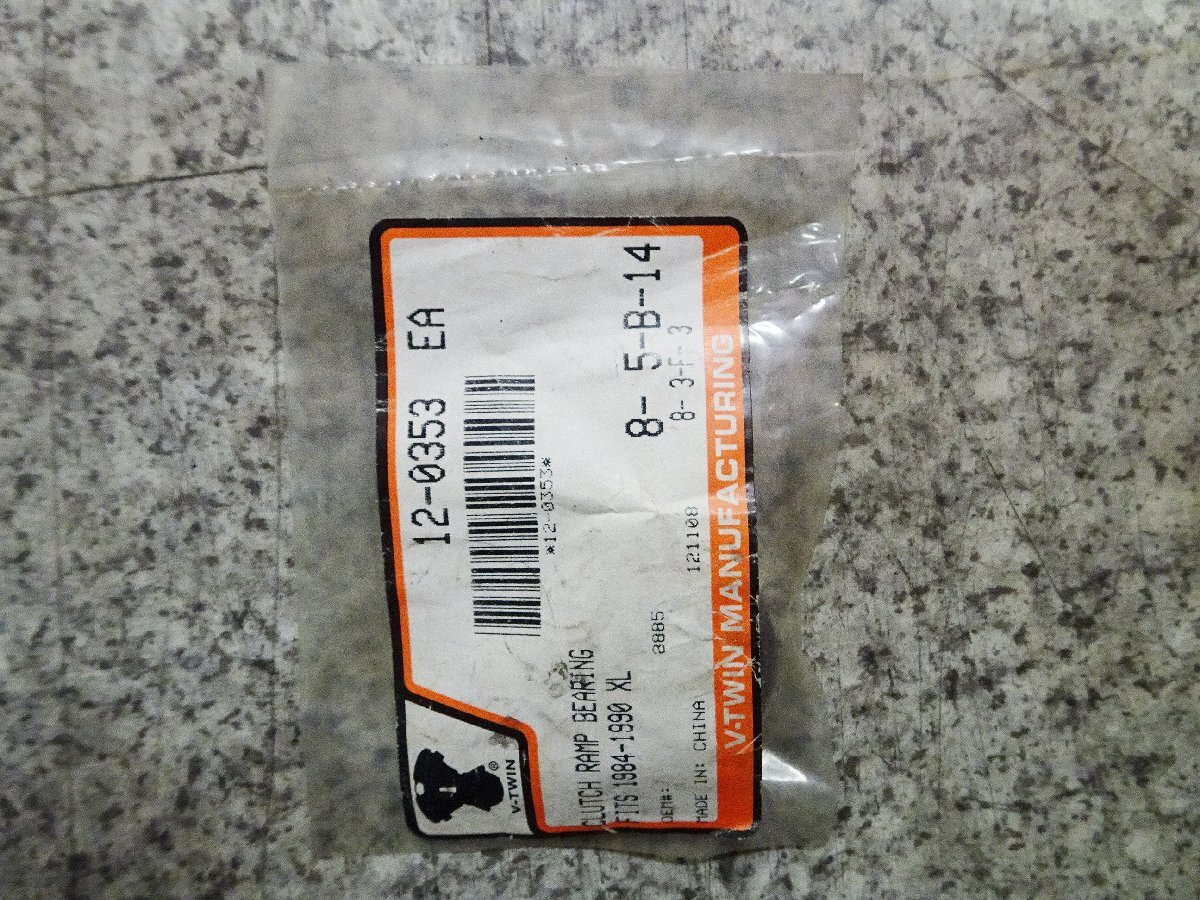 12-0353 EA
*12-0353*
8- 5-B-14
8- 3-F- 3
V-TWIN®
CLUTCH RAMP BEARING
FITS 1984-1990 XL
OEM#:
121108
MADE IN: CHINA
V-TWIN MANUFACTURING